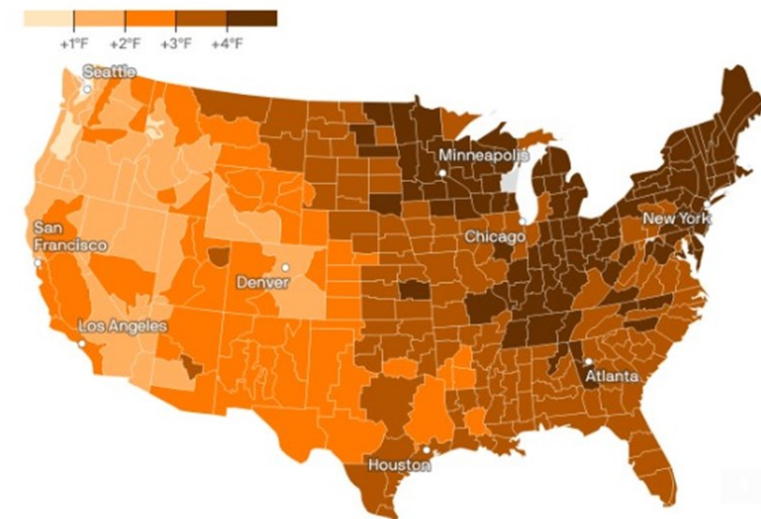 +1°F +2°F +3°F +4°F
Seattle
Minneapolis
New York
San
Francisco
Chicago
Denver
Los Angeles
Atlanta
Houston